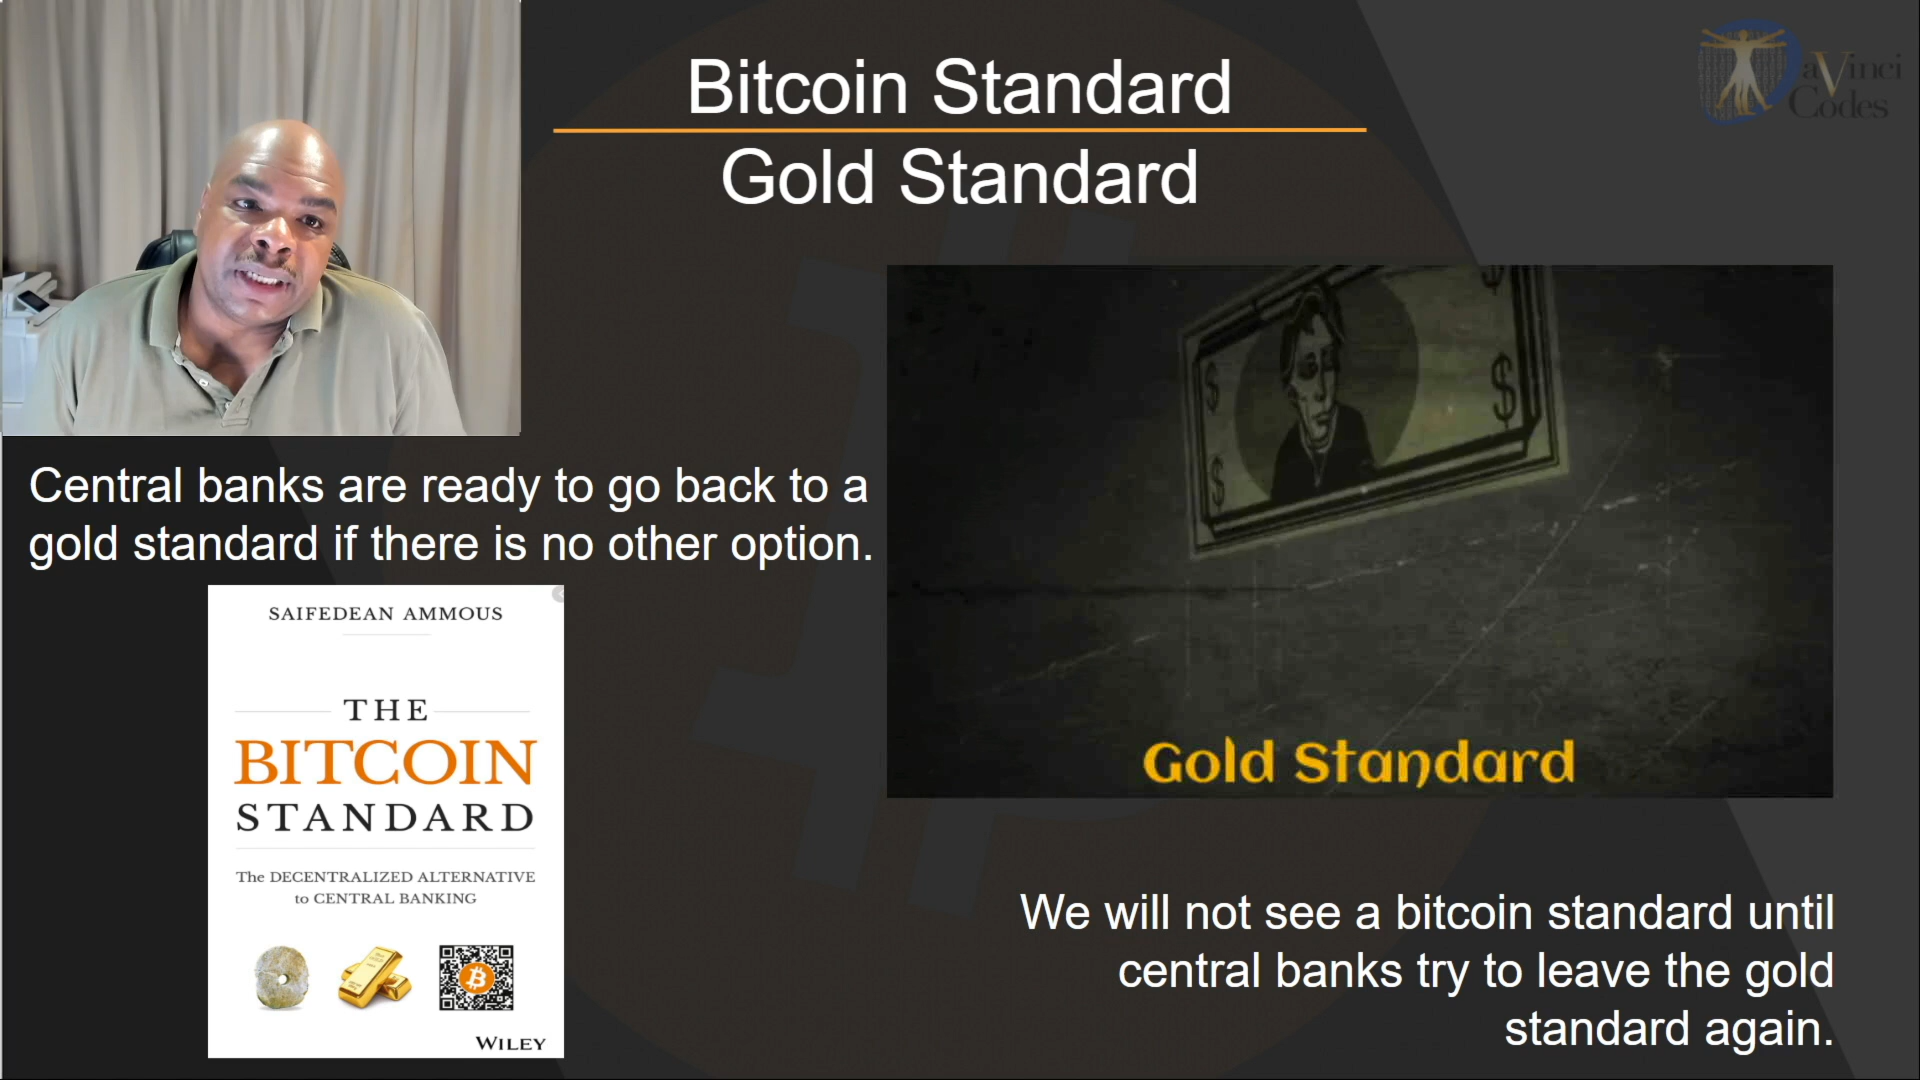 Bitcoin Standard
Gold Standard
aVinci
Codes
Central banks are ready to go back to a
gold standard if there is no other option.
SAIFEDEAN AMMOUS
THE
BITCOIN
STANDARD
The DECENTRALIZED ALTERNATIVE
to CENTRAL BANKING
WILEY
$ $
$ $
Gold Standard
We will not see a bitcoin standard until
central banks try to leave the gold
standard again.